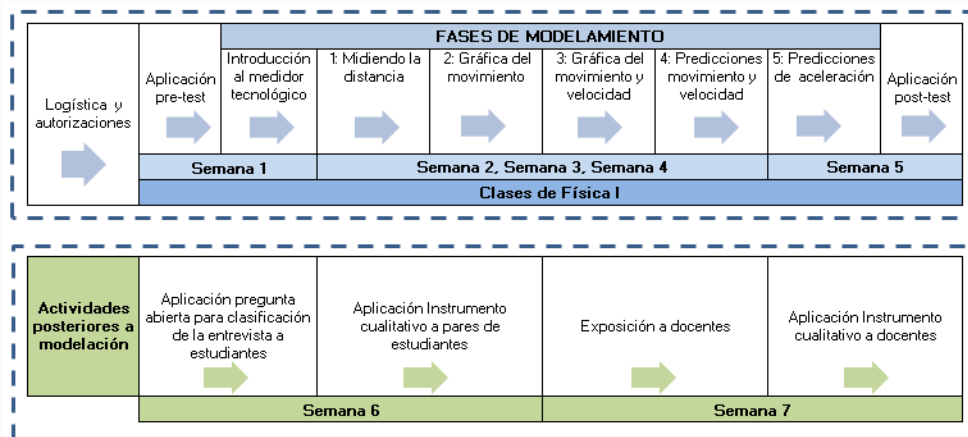 FASES DE MODELAMIENTO
Logística y
autorizaciones
Aplicación
pre-test
Introducción
al medidor
tecnológico
1: Midiendo la
distancia
2: Gráfica del
movimiento
3: Gráfica del
movimiento y
velocidad
4: Predicciones
movimiento y
velocidad
5: Predicciones
de aceleración
Aplicación
post-test
Semana 1
Semana 2, Semana 3, Semana 4
Semana 5
Clases de Física I
Actividades
posteriores a
modelación
Aplicación pregunta
abierta para clasificación
de la entrevista a
estudiantes
Aplicación Instrumento
cualitativo a pares de
estudiantes
Exposición a docentes
Aplicación Instrumento
cualitativo a docentes
Semana 6
Semana 7